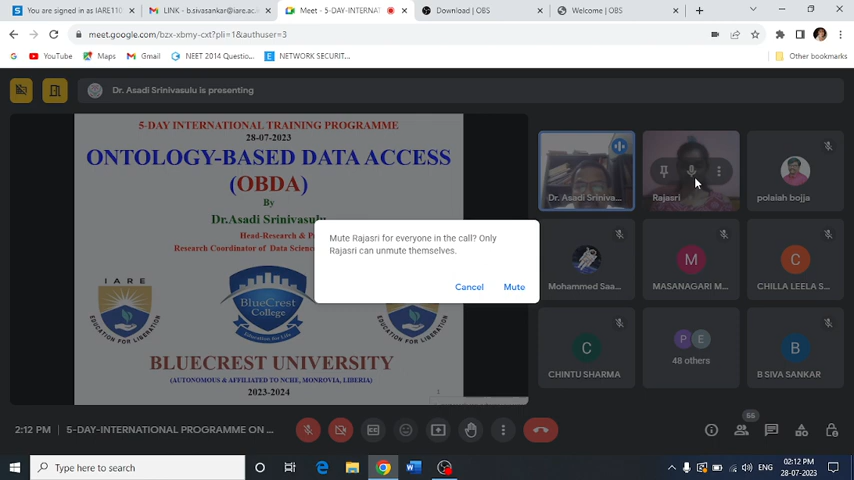 You are signed in as IARE110
LINK - b.sivasankar@iare.ac.
Meet - 5-DAY-INTERNAT
Download | OBS
Welcome | OBS
meet.google.com/bzx-xbmy-cxt?pli=1&authuser=3
YouTube
Maps
Gmail
NEET 2014 Questio...
NETWORK SECURIT...
Other bookmarks
Dr. Asadi Srinivasulu is presenting
5-DAY INTERNATIONAL TRAINING PROGRAMME
28-07-2023
ONTOLOGY-BASED DATA ACCESS
(OBDA)
By
Dr.Asadi Srinivasulu
Head-Research &
Research Coordinator of Data Scien
IARE
EDUCATION FOR LIBERATION
BlueCrest
College
BLUECREST UNIVERSITY
(AUTONOMOUS & AFFILIATED TO NCHE, MONROVIA, LIBERIA)
2023-2024
1
Mute Rajasri for everyone in the call? Only
Rajasri can unmute themselves.
Cancel
Mute
Dr. Asadi Sriniva...
Rajasri
polaiah bojja
Mohammed Saa...
M
MASANAGARI M...
C
CHILLA LEELA S...
C
CHINTU SHARMA
P E
48 others
B
B SIVA SANKAR
2:12 PM | 5-DAY-INTERNATIONAL PROGRAMME ON ...
56
Type here to search
ENG
02:12 PM
28-07-2023